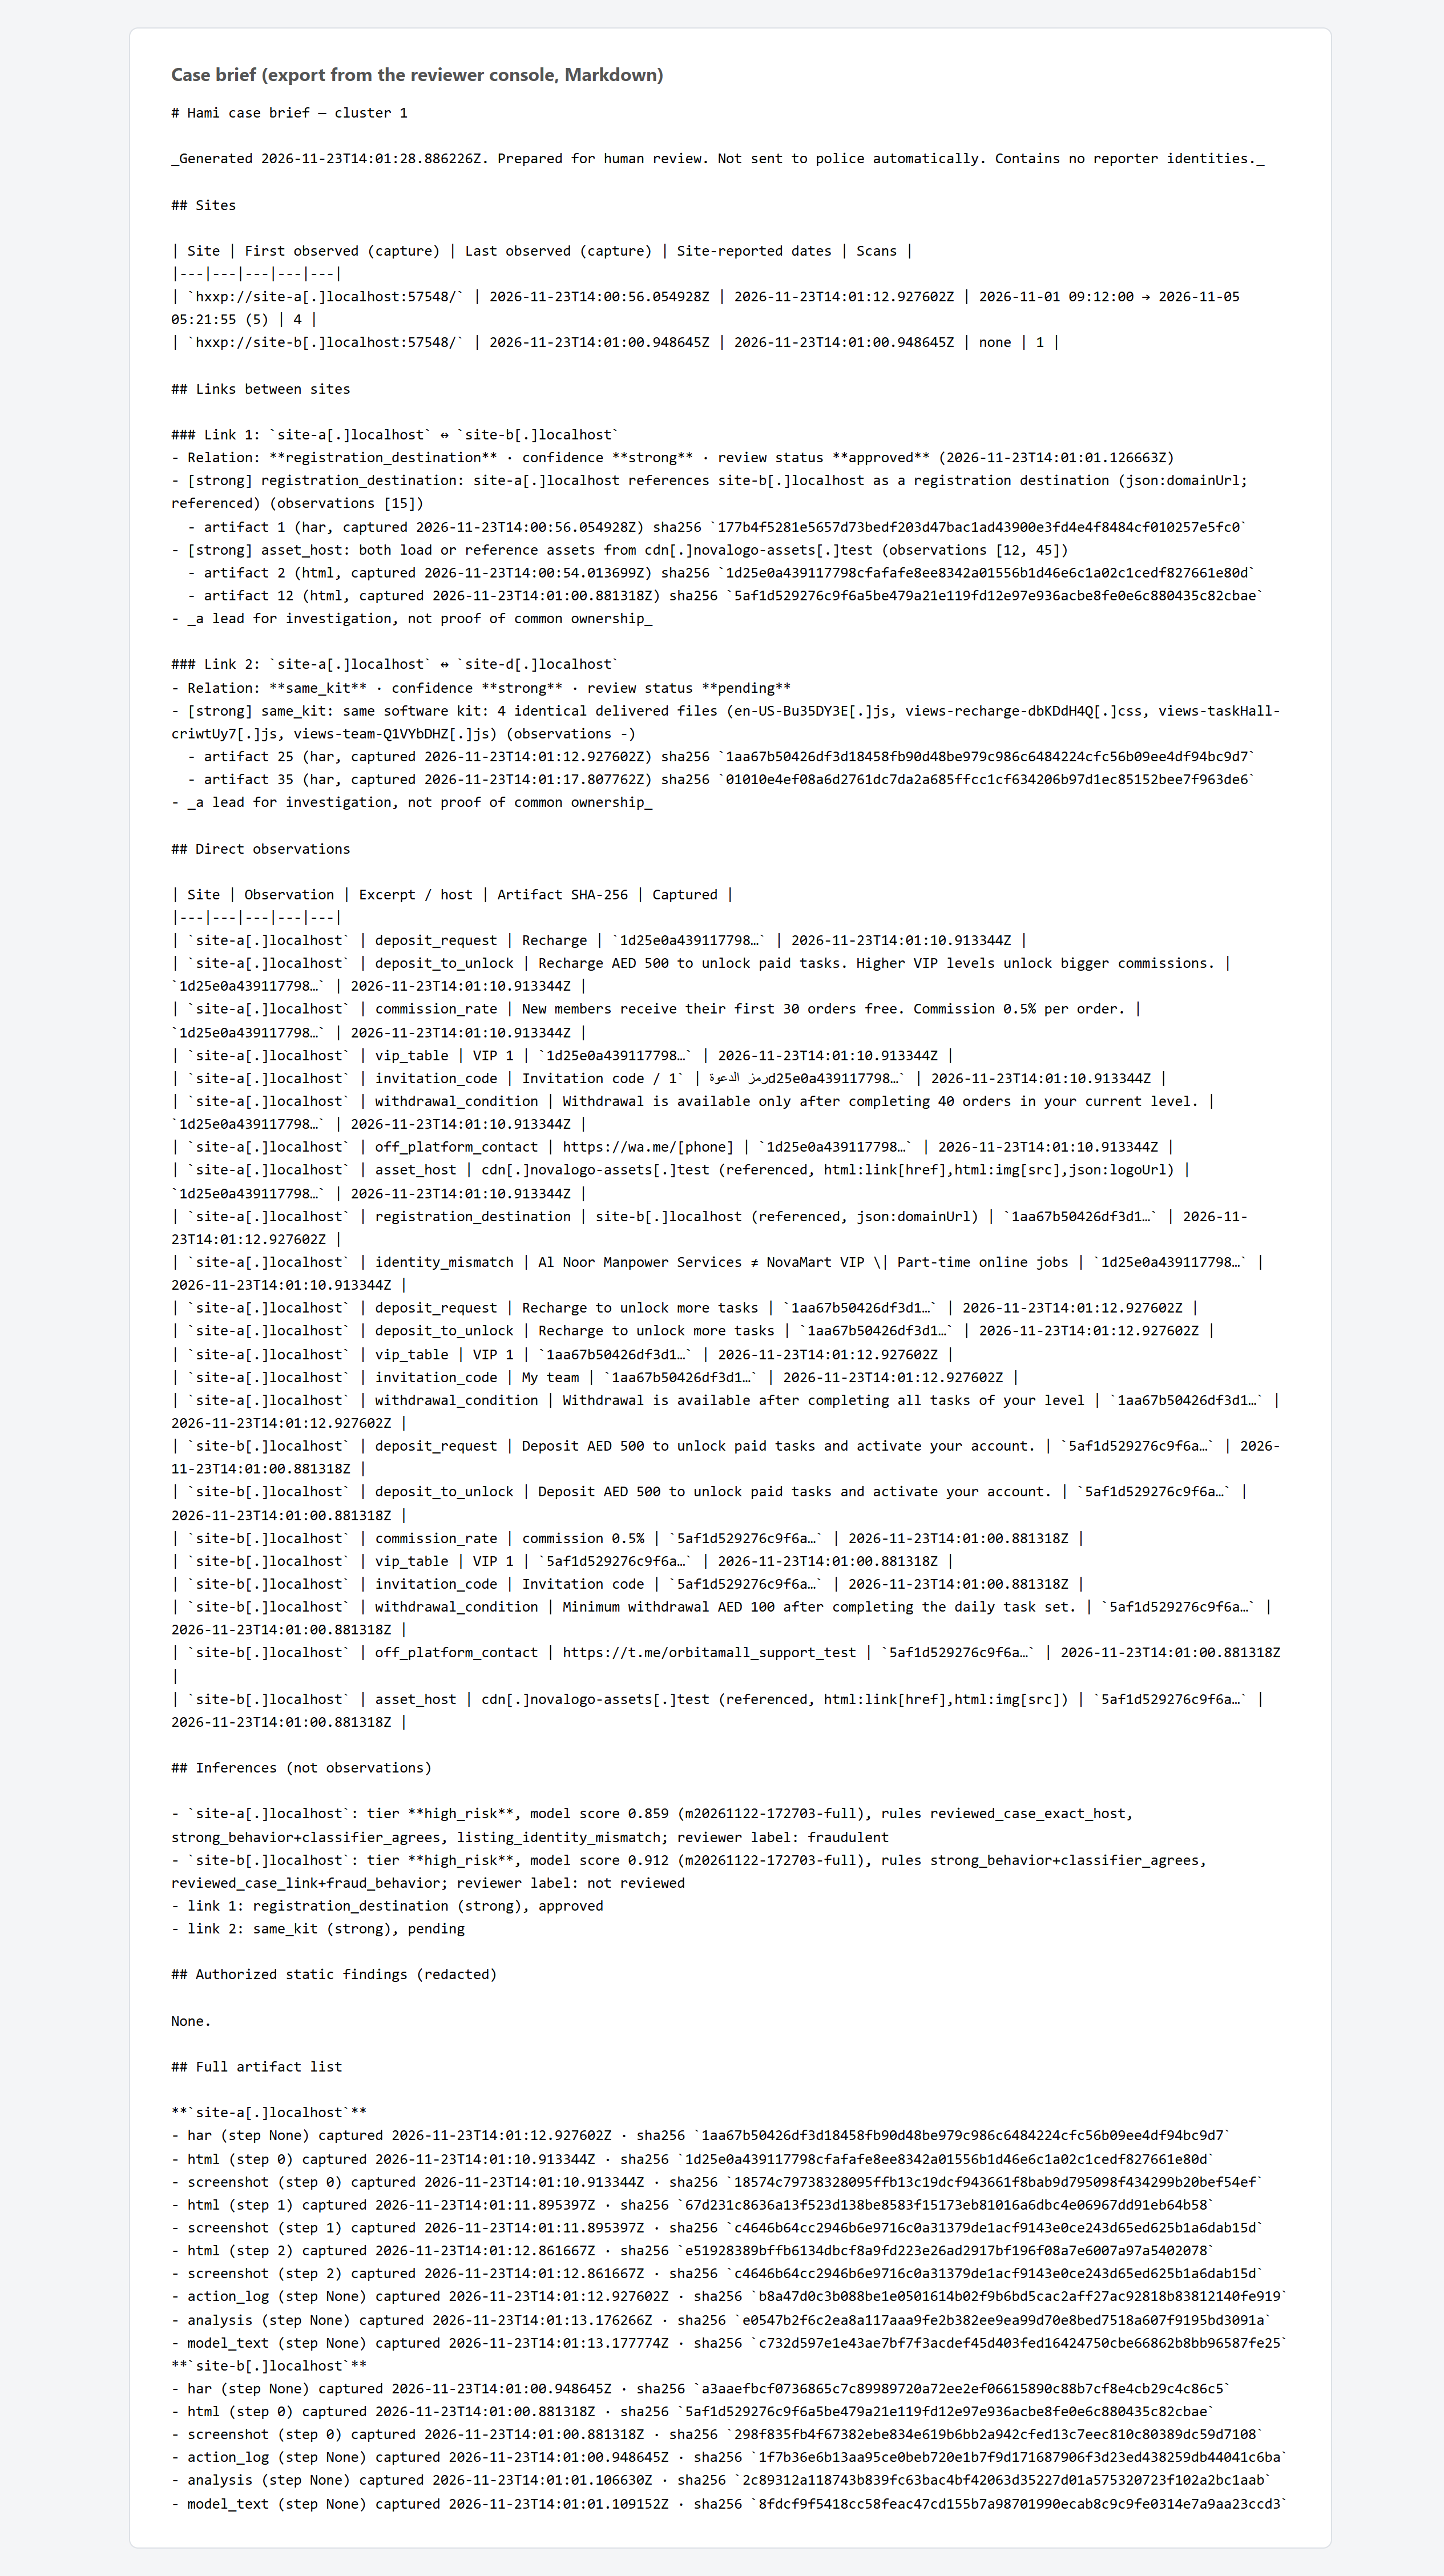 Case brief (export from the reviewer console, Markdown)
# Hami case brief — cluster 1
_Generated 2026-11-23T14:01:28.886226Z. Prepared for human review. Not sent to police automatically. Contains no reporter identities._
## Sites
| Site | First observed (capture) | Last observed (capture) | Site-reported dates | Scans |
|---|---|---|---|---|
| `hxxp://site-a[.]localhost:57548/` | 2026-11-23T14:00:56.054928Z | 2026-11-23T14:01:12.927602Z | 2026-11-01 09:12:00 → 2026-11-05
05:21:55 (5) | 4 |
| `hxxp://site-b[.]localhost:57548/` | 2026-11-23T14:01:00.948645Z | 2026-11-23T14:01:00.948645Z | none | 1 |
## Links between sites
### Link 1: `site-a[.]localhost` ↔ `site-b[.]localhost`
- Relation: **registration_destination** · confidence **strong** · review status **approved** (2026-11-23T14:01:01.126663Z)
- [strong] registration_destination: site-a[.]localhost references site-b[.]localhost as a registration destination (json:domainUrl;
referenced) (observations [15])
- artifact 1 (har, captured 2026-11-23T14:00:56.054928Z) sha256 `177b4f5281e5657d73bedf203d47bac1ad43900e3fd4e4f8484cf010257e5fc0`
- [strong] asset_host: both load or reference assets from cdn[.]novalogo-assets[.]test (observations [12, 45])
- artifact 2 (html, captured 2026-11-23T14:00:54.013699Z) sha256 `1d25e0a439117798cfafafe8ee8342a01556b1d46e6c1a02c1cedf827661e80d`
- artifact 12 (html, captured 2026-11-23T14:01:00.881318Z) sha256 `5af1d529276c9f6a5be479a21e119fd12e97e936acbe8fe0e6c880435c82cbae`
- _a lead for investigation, not proof of common ownership_
### Link 2: `site-a[.]localhost` ↔ `site-d[.]localhost`
- Relation: **same_kit** · confidence **strong** · review status **pending**
- [strong] same_kit: same software kit: 4 identical delivered files (en-US-Bu35DY3E[.]js, views-recharge-dbKDdH4Q[.]css, views-taskHall-
criwtUy7[.]js, views-team-Q1VYbDHZ[.]js) (observations -)
- artifact 25 (har, captured 2026-11-23T14:01:12.927602Z) sha256 `1aa67b50426df3d18458fb90d48be979c986c6484224cfc56b09ee4df94bc9d7`
- artifact 35 (har, captured 2026-11-23T14:01:17.807762Z) sha256 `01010e4ef08a6d2761dc7da2a685ffcc1cf634206b97d1ec85152bee7f963de6`
- _a lead for investigation, not proof of common ownership_
## Direct observations
| Site | Observation | Excerpt / host | Artifact SHA-256 | Captured |
|---|---|---|---|---|
| `site-a[.]localhost` | deposit_request | Recharge | `1d25e0a439117798…` | 2026-11-23T14:01:10.913344Z |
| `site-a[.]localhost` | deposit_to_unlock | Recharge AED 500 to unlock paid tasks. Higher VIP levels unlock bigger commissions. |
`1d25e0a439117798…` | 2026-11-23T14:01:10.913344Z |
| `site-a[.]localhost` | commission_rate | New members receive their first 30 orders free. Commission 0.5% per order. |
`1d25e0a439117798…` | 2026-11-23T14:01:10.913344Z |
| `site-a[.]localhost` | vip_table | VIP 1 | `1d25e0a439117798…` | 2026-11-23T14:01:10.913344Z |
| `site-a[.]localhost` | invitation_code | Invitation code / رمز الدعوة | `1d25e0a439117798…` | 2026-11-23T14:01:10.913344Z |
| `site-a[.]localhost` | withdrawal_condition | Withdrawal is available only after completing 40 orders in your current level. |
`1d25e0a439117798…` | 2026-11-23T14:01:10.913344Z |
| `site-a[.]localhost` | off_platform_contact | https://wa.me/[phone] | `1d25e0a439117798…` | 2026-11-23T14:01:10.913344Z |
| `site-a[.]localhost` | asset_host | cdn[.]novalogo-assets[.]test (referenced, html:link[href],html:img[src],json:logoUrl) |
`1d25e0a439117798…` | 2026-11-23T14:01:10.913344Z |
| `site-a[.]localhost` | registration_destination | site-b[.]localhost (referenced, json:domainUrl) | `1aa67b50426df3d1…` | 2026-11-
23T14:01:12.927602Z |
| `site-a[.]localhost` | identity_mismatch | Al Noor Manpower Services ≠ NovaMart VIP \| Part-time online jobs | `1d25e0a439117798…` |
2026-11-23T14:01:10.913344Z |
| `site-a[.]localhost` | deposit_request | Recharge to unlock more tasks | `1aa67b50426df3d1…` | 2026-11-23T14:01:12.927602Z |
| `site-a[.]localhost` | deposit_to_unlock | Recharge to unlock more tasks | `1aa67b50426df3d1…` | 2026-11-23T14:01:12.927602Z |
| `site-a[.]localhost` | vip_table | VIP 1 | `1aa67b50426df3d1…` | 2026-11-23T14:01:12.927602Z |
| `site-a[.]localhost` | invitation_code | My team | `1aa67b50426df3d1…` | 2026-11-23T14:01:12.927602Z |
| `site-a[.]localhost` | withdrawal_condition | Withdrawal is available after completing all tasks of your level | `1aa67b50426df3d1…` |
2026-11-23T14:01:12.927602Z |
| `site-b[.]localhost` | deposit_request | Deposit AED 500 to unlock paid tasks and activate your account. | `5af1d529276c9f6a…` | 2026-
11-23T14:01:00.881318Z |
| `site-b[.]localhost` | deposit_to_unlock | Deposit AED 500 to unlock paid tasks and activate your account. | `5af1d529276c9f6a…` |
2026-11-23T14:01:00.881318Z |
| `site-b[.]localhost` | commission_rate | commission 0.5% | `5af1d529276c9f6a…` | 2026-11-23T14:01:00.881318Z |
| `site-b[.]localhost` | vip_table | VIP 1 | `5af1d529276c9f6a…` | 2026-11-23T14:01:00.881318Z |
| `site-b[.]localhost` | invitation_code | Invitation code | `5af1d529276c9f6a…` | 2026-11-23T14:01:00.881318Z |
| `site-b[.]localhost` | withdrawal_condition | Minimum withdrawal AED 100 after completing the daily task set. | `5af1d529276c9f6a…` |
2026-11-23T14:01:00.881318Z |
| `site-b[.]localhost` | off_platform_contact | https://t.me/orbitamall_support_test | `5af1d529276c9f6a…` | 2026-11-23T14:01:00.881318Z
|
| `site-b[.]localhost` | asset_host | cdn[.]novalogo-assets[.]test (referenced, html:link[href],html:img[src]) | `5af1d529276c9f6a…` |
2026-11-23T14:01:00.881318Z |
## Inferences (not observations)
- `site-a[.]localhost`: tier **high_risk**, model score 0.859 (m20261122-172703-full), rules reviewed_case_exact_host,
strong_behavior+classifier_agrees, listing_identity_mismatch; reviewer label: fraudulent
- `site-b[.]localhost`: tier **high_risk**, model score 0.912 (m20261122-172703-full), rules strong_behavior+classifier_agrees,
reviewed_case_link+fraud_behavior; reviewer label: not reviewed
- link 1: registration_destination (strong), approved
- link 2: same_kit (strong), pending
## Authorized static findings (redacted)
None.
## Full artifact list
**`site-a[.]localhost`**
- har (step None) captured 2026-11-23T14:01:12.927602Z · sha256 `1aa67b50426df3d18458fb90d48be979c986c6484224cfc56b09ee4df94bc9d7`
- html (step 0) captured 2026-11-23T14:01:10.913344Z · sha256 `1d25e0a439117798cfafafe8ee8342a01556b1d46e6c1a02c1cedf827661e80d`
- screenshot (step 0) captured 2026-11-23T14:01:10.913344Z · sha256 `18574c79738328095ffb13c19dcf943661f8bab9d795098f434299b20bef54ef`
- html (step 1) captured 2026-11-23T14:01:11.895397Z · sha256 `67d231c8636a13f523d138be8583f15173eb81016a6dbc4e06967dd91eb64b58`
- screenshot (step 1) captured 2026-11-23T14:01:11.895397Z · sha256 `c4646b64cc2946b6e9716c0a31379de1acf9143e0ce243d65ed625b1a6dab15d`
- html (step 2) captured 2026-11-23T14:01:12.861667Z · sha256 `e51928389bffb6134dbcf8a9fd223e26ad2917bf196f08a7e6007a97a5402078`
- screenshot (step 2) captured 2026-11-23T14:01:12.861667Z · sha256 `c4646b64cc2946b6e9716c0a31379de1acf9143e0ce243d65ed625b1a6dab15d`
- action_log (step None) captured 2026-11-23T14:01:12.927602Z · sha256 `b8a47d0c3b088be1e0501614b02f9b6bd5cac2aff27ac92818b83812140fe919`
- analysis (step None) captured 2026-11-23T14:01:13.176266Z · sha256 `e0547b2f6c2ea8a117aaa9fe2b382ee9ea99d70e8bed7518a607f9195bd3091a`
- model_text (step None) captured 2026-11-23T14:01:13.177774Z · sha256 `c732d597e1e43ae7bf7f3acdef45d403fed16424750cbe66862b8bb96587fe25`
**`site-b[.]localhost`**
- har (step None) captured 2026-11-23T14:01:00.948645Z · sha256 `a3aaefbcf0736865c7c89989720a72ee2ef06615890c88b7cf8e4cb29c4c86c5`
- html (step 0) captured 2026-11-23T14:01:00.881318Z · sha256 `5af1d529276c9f6a5be479a21e119fd12e97e936acbe8fe0e6c880435c82cbae`
- screenshot (step 0) captured 2026-11-23T14:01:00.881318Z · sha256 `298f835fb4f67382ebe834e619b6bb2a942cfed13c7eec810c80389dc59d7108`
- action_log (step None) captured 2026-11-23T14:01:00.948645Z · sha256 `1f7b36e6b13aa95ce0beb720e1b7f9d171687906f3d23ed438259db44041c6ba`
- analysis (step None) captured 2026-11-23T14:01:01.106630Z · sha256 `2c89312a118743b839fc63bac4bf42063d35227d01a575320723f102a2bc1aab`
- model_text (step None) captured 2026-11-23T14:01:01.109152Z · sha256 `8fdcf9f5418cc58feac47cd155b7a98701990ecab8c9c9fe0314e7a9aa23ccd3`